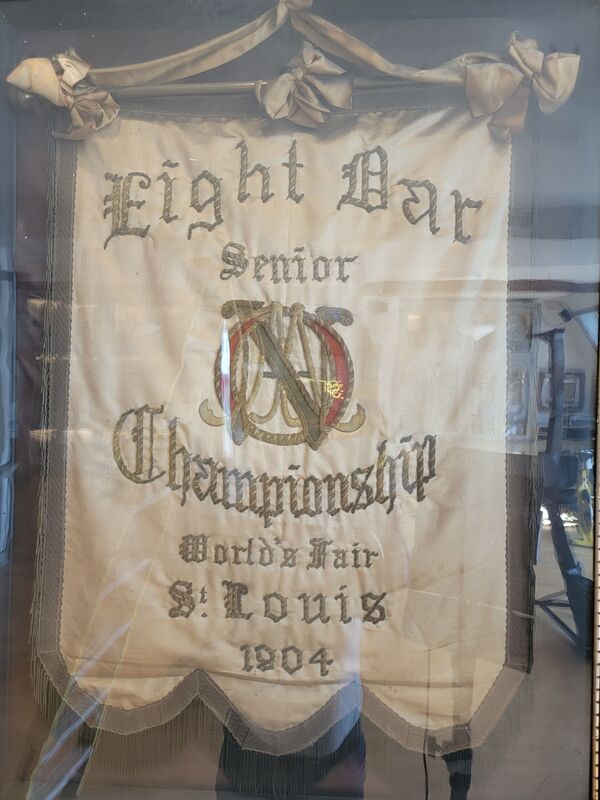 Eight Oar
Senior
Championship
World's Fair
St. Louis
1904